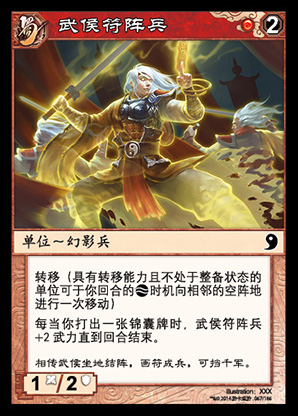 武侯符阵兵
2
单位～幻影兵
转移（具有转移能力且不处于整备状态的
单位可于你回合的时机向相邻的空阵地
进行一次移动）
每当你打出一张锦囊牌时，武侯符阵兵
+2 武力直到回合结束。
相传武侯坐地结阵，画符成兵，可挡千军。
1 / 2
Illustration: XXX